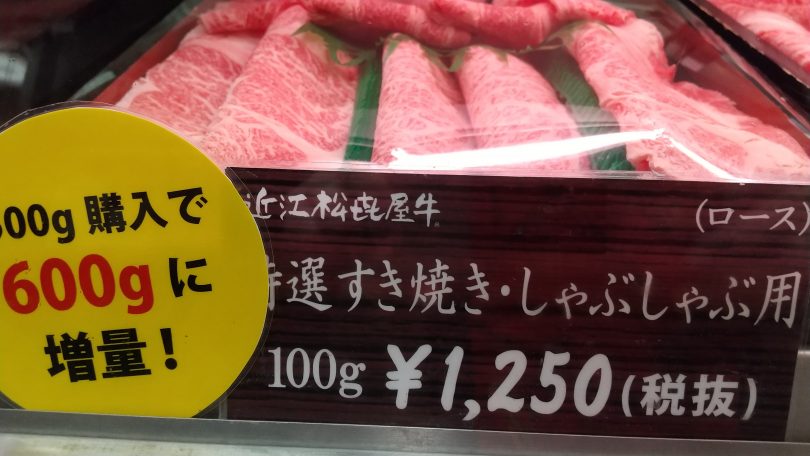 00g 購入で
600g に
増量!
近江松㐂屋牛
(ロース)
特選 すき焼き・しゃぶしゃぶ用
100g ¥1,250(税抜)